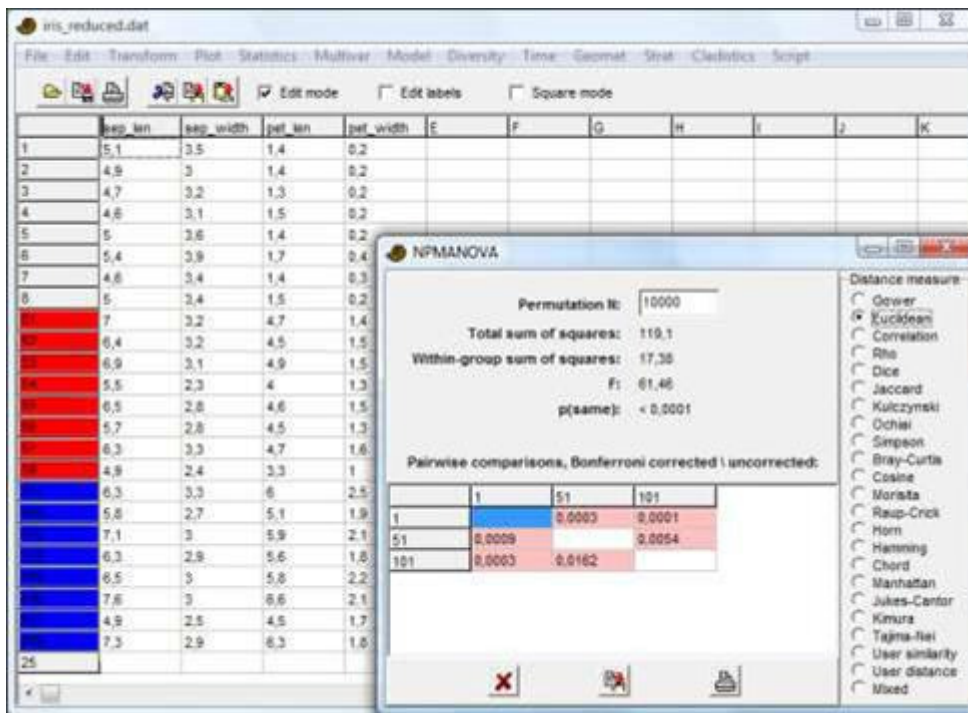 iris_reduced.dat
File Edit Transform Plot Statistics Multivar Model Diversity Time Geomet Strat Cladistics Script
Edit mode Edit labels Square mode
sep_len sep_width pet_len pet_width E F G H I J K
1 5,1 3,5 1,4 0,2
2 4,9 3 1,4 0,2
3 4,7 3,2 1,3 0,2
4 4,6 3,1 1,5 0,2
5 5 3,6 1,4 0,2
6 5,4 3,9 1,7 0,4
7 4,6 3,4 1,4 0,3
8 5 3,4 1,5 0,2
7 3,2 4,7 1,4
6,4 3,2 4,5 1,5
6,9 3,1 4,9 1,5
5,5 2,3 4 1,3
6,5 2,8 4,6 1,5
5,7 2,8 4,5 1,3
6,3 3,3 4,7 1,6
4,9 2,4 3,3 1
6,3 3,3 6 2,5
5,8 2,7 5,1 1,9
7,1 3 5,9 2,1
6,3 2,9 5,6 1,8
6,5 3 5,8 2,2
7,6 3 6,6 2,1
4,9 2,5 4,5 1,7
7,3 2,9 6,3 1,8
25
NPMANOVA
Permutation N: 10000
Total sum of squares: 119,1
Within-group sum of squares: 17,38
F: 61,46
p(same): < 0,0001
Pairwise comparisons, Bonferroni corrected \ uncorrected:
1 51 101
1 0,0003 0,0001
51 0,0009 0,0054
101 0,0003 0,0162
Distance measure
Gower
Euclidean
Correlation
Rho
Dice
Jaccard
Kulczynski
Ochiai
Simpson
Bray-Curtis
Cosine
Morisita
Raup-Crick
Horn
Hamming
Chord
Manhattan
Jukes-Cantor
Kimura
Tajima-Nei
User similarity
User distance
Mixed